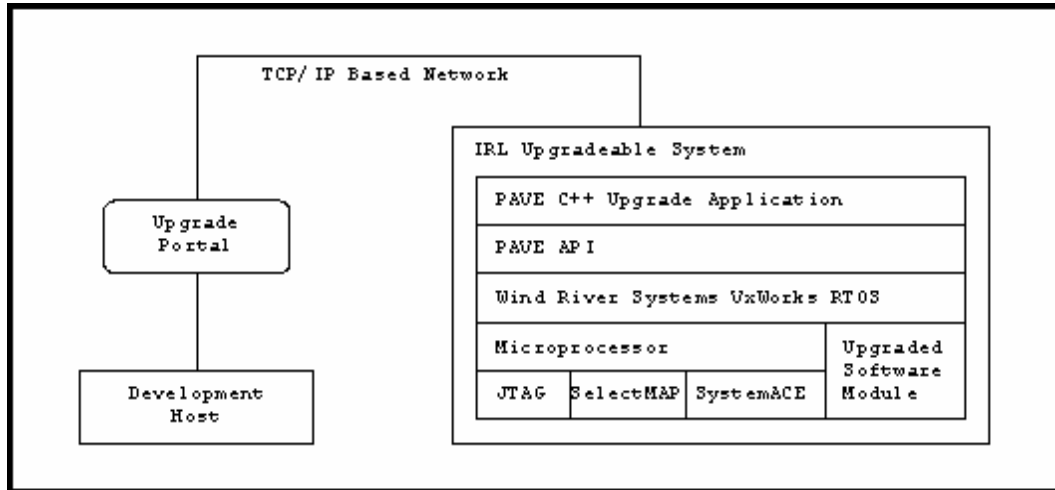 TCP/IP Based Network
IRL Upgradeable System
PAVE C++ Upgrade Application
Upgrade
Portal
PAVE API
Wind River Systems VxWorks RTOS
Microprocessor
Upgraded
Software
Module
JTAG
SelectMAP
SystemACE
Development
Host